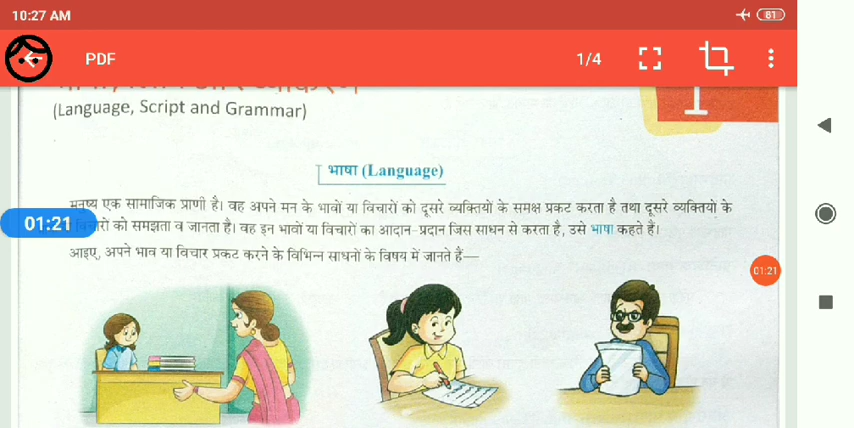 10:27 AM
81
PDF
1/4
(Language, Script and Grammar)
1
भाषा (Language)
मनुष्य एक सामाजिक प्राणी है। वह अपने मन के भावों या विचारों को दूसरे व्यक्तियों के समक्ष प्रकट करता है तथा दूसरे व्यक्तियों के
01:21
को समझता व जानता है। वह इन भावों या विचारों का आदान-प्रदान जिस साधन से करता है, उसे भाषा कहते हैं।
आइए, अपने भाव या विचार प्रकट करने के विभिन्न साधनों के विषय में जानते हैं—
01:21